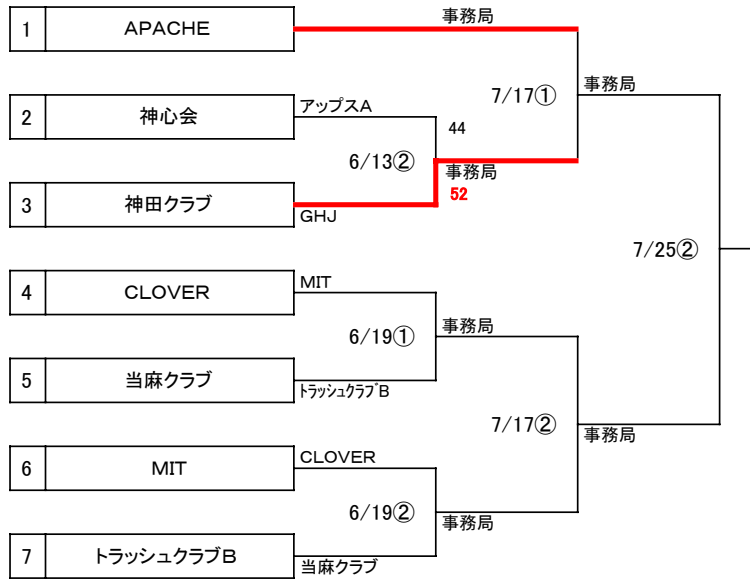 事務局
1 APACHE
7/17①
事務局
アップスA
2 神心会
44
6/13②
事務局
52
3 神田クラブ
GHJ
7/25②
4 CLOVER
MIT
6/19①
事務局
5 当麻クラブ
トラッシュクラブB
7/17②
事務局
CLOVER
6 MIT
6/19②
事務局
7 トラッシュクラブB
当麻クラブ